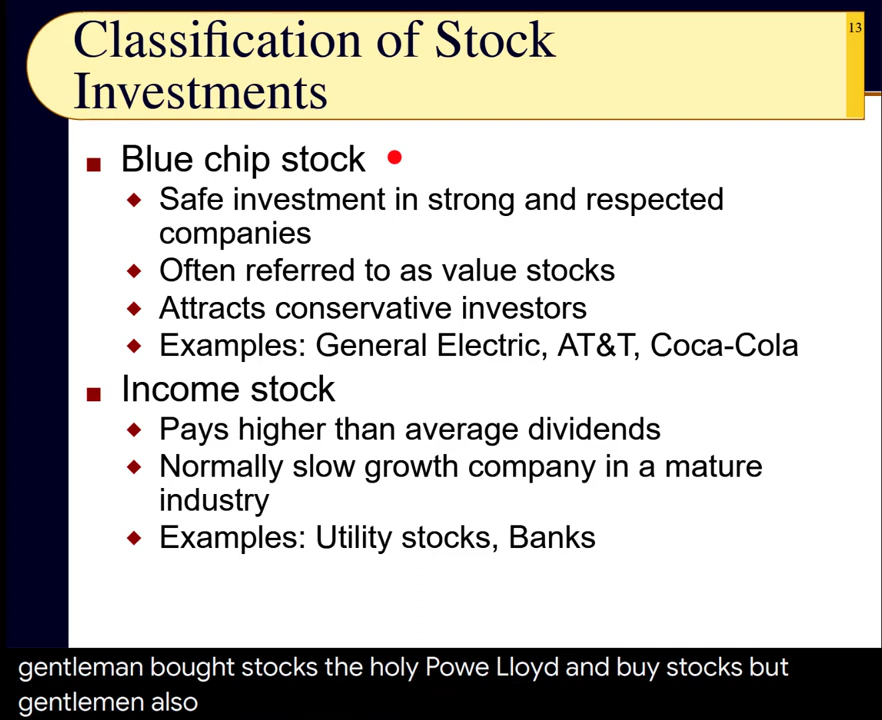 Classification of Stock
Investments
13
Blue chip stock
Safe investment in strong and respected
companies
Often referred to as value stocks
Attracts conservative investors
Examples: General Electric, AT&T, Coca-Cola
Income stock
Pays higher than average dividends
Normally slow growth company in a mature
industry
Examples: Utility stocks, Banks
gentleman bought stocks the holy Powe Lloyd and buy stocks but
gentlemen also